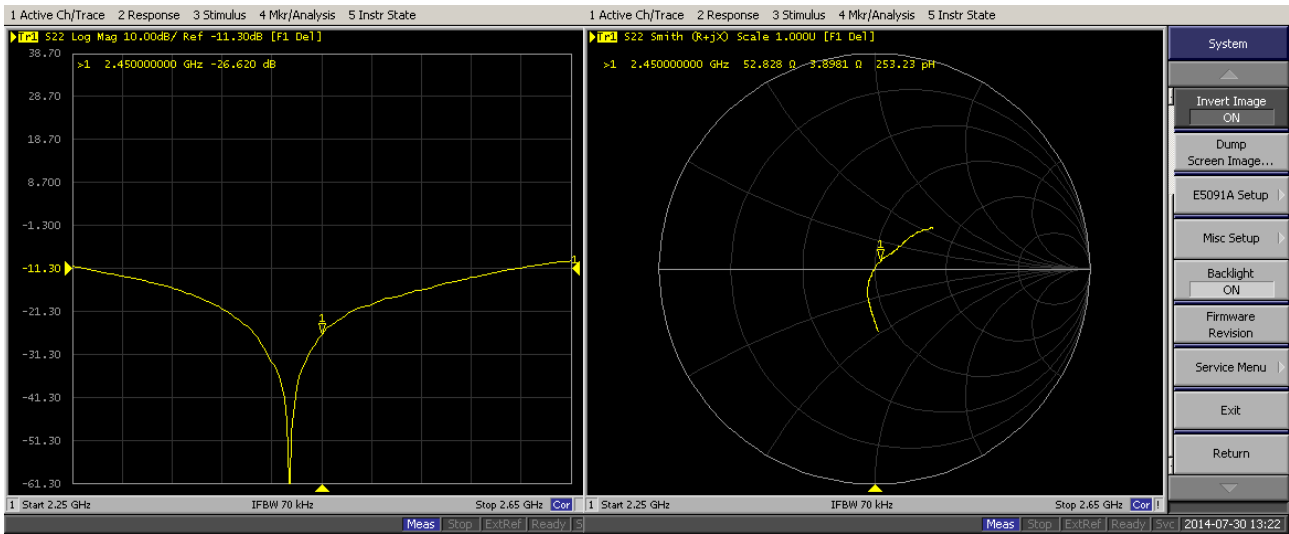 1 Active Ch/Trace 2 Response 3 Stimulus 4 Mkr/Analysis 5 Instr State
Tr1 S22 Log Mag 10.00dB/ Ref -11.30dB [F1 Del]
38.70
>1 2.450000000 GHz -26.620 dB
28.70
18.70
8.700
-1.300
-11.30
-21.30
-31.30
-41.30
-51.30
-61.30
1
1
1 Start 2.25 GHz IFBW 70 kHz Stop 2.65 GHz Cor
Meas Stop ExtRef Ready S
1 Active Ch/Trace 2 Response 3 Stimulus 4 Mkr/Analysis 5 Instr State
Tr1 S22 Smith (R+jX) Scale 1.000U [F1 Del]
>1 2.450000000 GHz 52.828 Ω 3.8981 Ω 253.23 pH
1
1 Start 2.25 GHz IFBW 70 kHz Stop 2.65 GHz Cor !
Meas Stop ExtRef Ready Svc 2014-07-30 13:22
System
Invert Image
ON
Dump
Screen Image...
E5091A Setup
Misc Setup
Backlight
ON
Firmware
Revision
Service Menu
Exit
Return